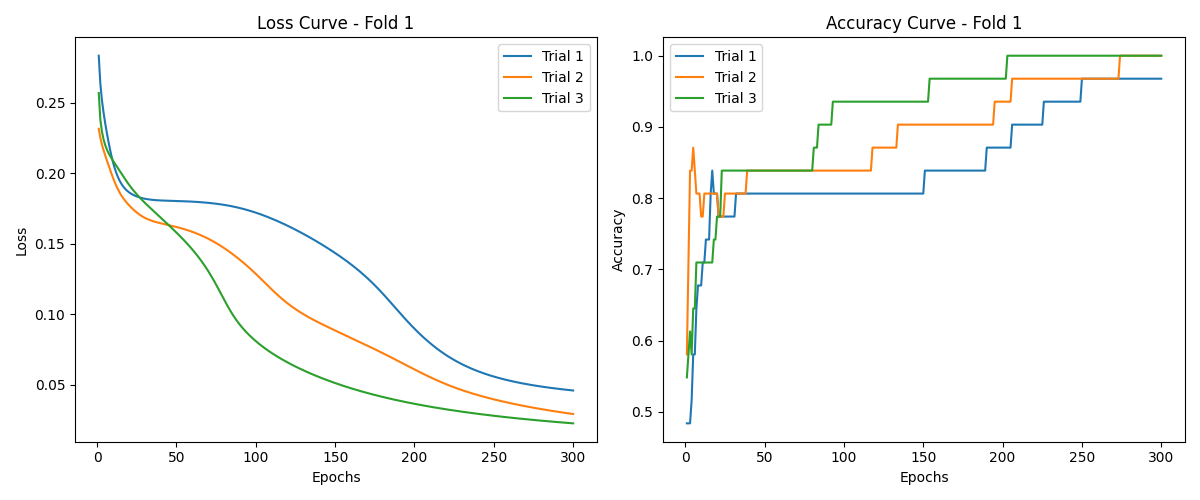 Loss Curve - Fold 1
Loss
0.25
0.20
0.15
0.10
0.05
0
50
100
150
200
250
300
Epochs
Trial 1
Trial 2
Trial 3
Accuracy Curve - Fold 1
Accuracy
1.0
0.9
0.8
0.7
0.6
0.5
0
50
100
150
200
250
300
Epochs
Trial 1
Trial 2
Trial 3